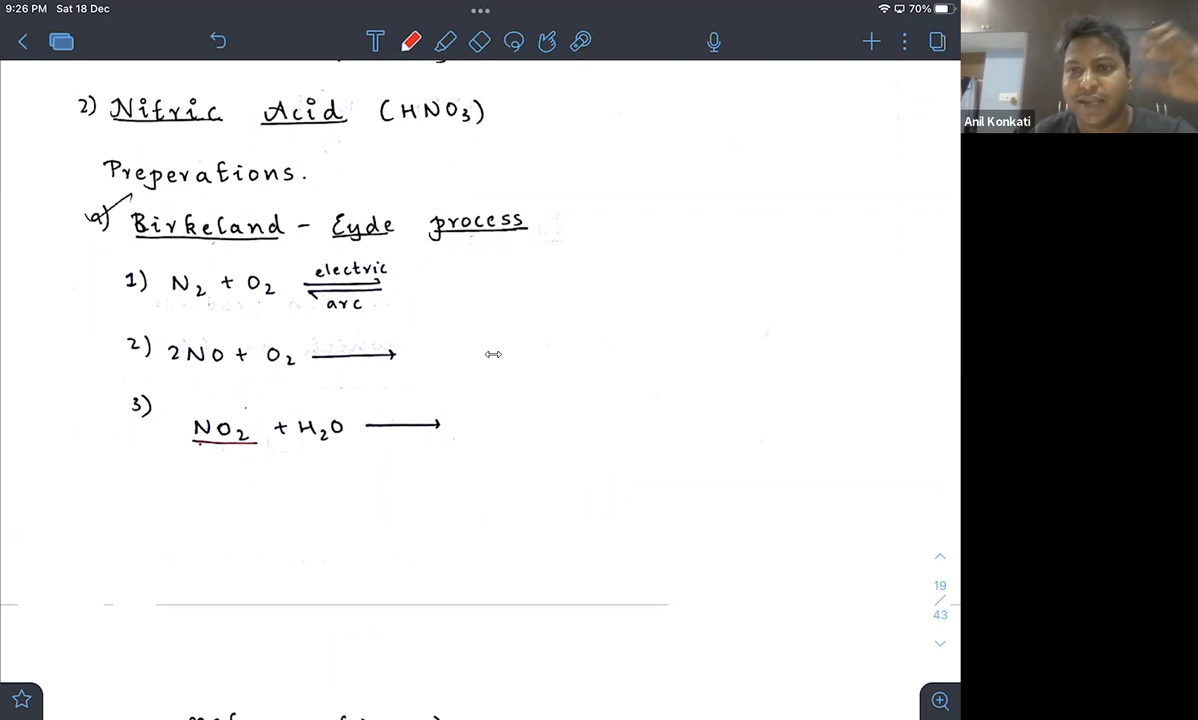 9:26 PM Sat 18 Dec
70%
Anil Konkati
2) Nitric Acid (HNO3)
Preperations.
a) Birkeland - Eyde process
1) N2 + O2 ⇌ electric arc
2) 2NO + O2 →
3) NO2 + H2O →
19
/
43